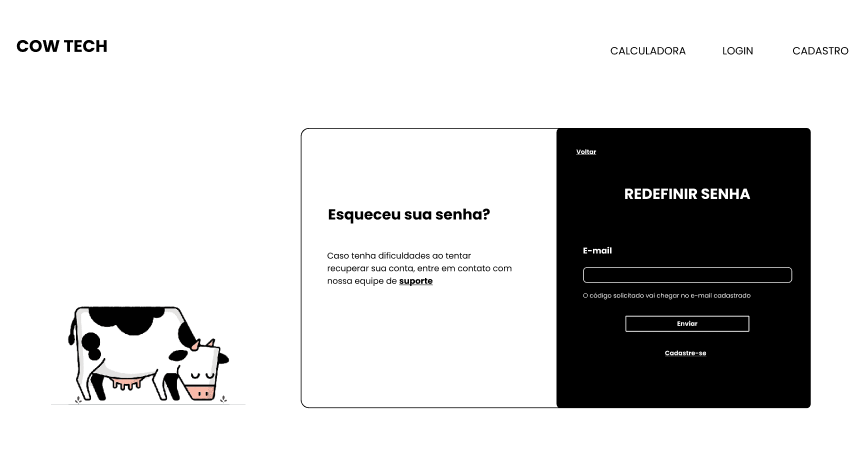 COW TECH
CALCULADORA
LOGIN
CADASTRO
Esqueceu sua senha?
Caso tenha dificuldades ao tentar
recuperar sua conta, entre em contato com
nossa equipe de suporte
Voltar
REDEFINIR SENHA
E-mail
O código solicitado vai chegar no e-mail cadastrado
Enviar
Cadastre-se